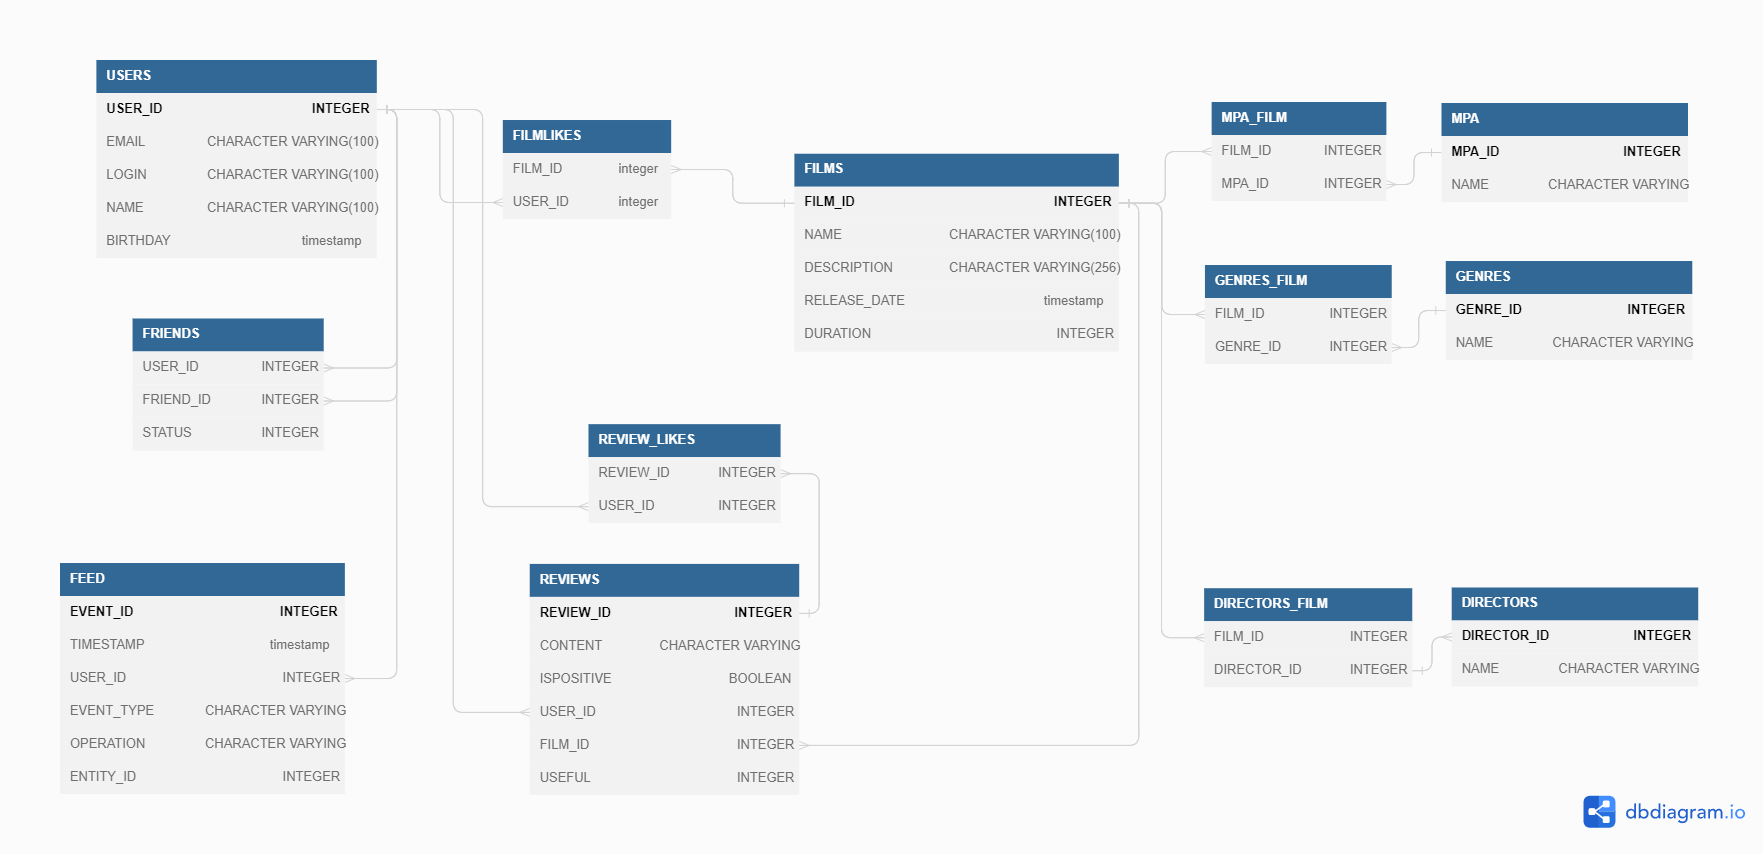 USERS
USER_ID INTEGER
EMAIL CHARACTER VARYING(100)
LOGIN CHARACTER VARYING(100)
NAME CHARACTER VARYING(100)
BIRTHDAY timestamp
FRIENDS
USER_ID INTEGER
FRIEND_ID INTEGER
STATUS INTEGER
FEED
EVENT_ID INTEGER
TIMESTAMP timestamp
USER_ID INTEGER
EVENT_TYPE CHARACTER VARYING
OPERATION CHARACTER VARYING
ENTITY_ID INTEGER
FILMLIKES
FILM_ID integer
USER_ID integer
REVIEW_LIKES
REVIEW_ID INTEGER
USER_ID INTEGER
REVIEWS
REVIEW_ID INTEGER
CONTENT CHARACTER VARYING
ISPOSITIVE BOOLEAN
USER_ID INTEGER
FILM_ID INTEGER
USEFUL INTEGER
FILMS
FILM_ID INTEGER
NAME CHARACTER VARYING(100)
DESCRIPTION CHARACTER VARYING(256)
RELEASE_DATE timestamp
DURATION INTEGER
MPA_FILM
FILM_ID INTEGER
MPA_ID INTEGER
MPA
MPA_ID INTEGER
NAME CHARACTER VARYING
GENRES_FILM
FILM_ID INTEGER
GENRE_ID INTEGER
GENRES
GENRE_ID INTEGER
NAME CHARACTER VARYING
DIRECTORS_FILM
FILM_ID INTEGER
DIRECTOR_ID INTEGER
DIRECTORS
DIRECTOR_ID INTEGER
NAME CHARACTER VARYING
dbdiagram.io